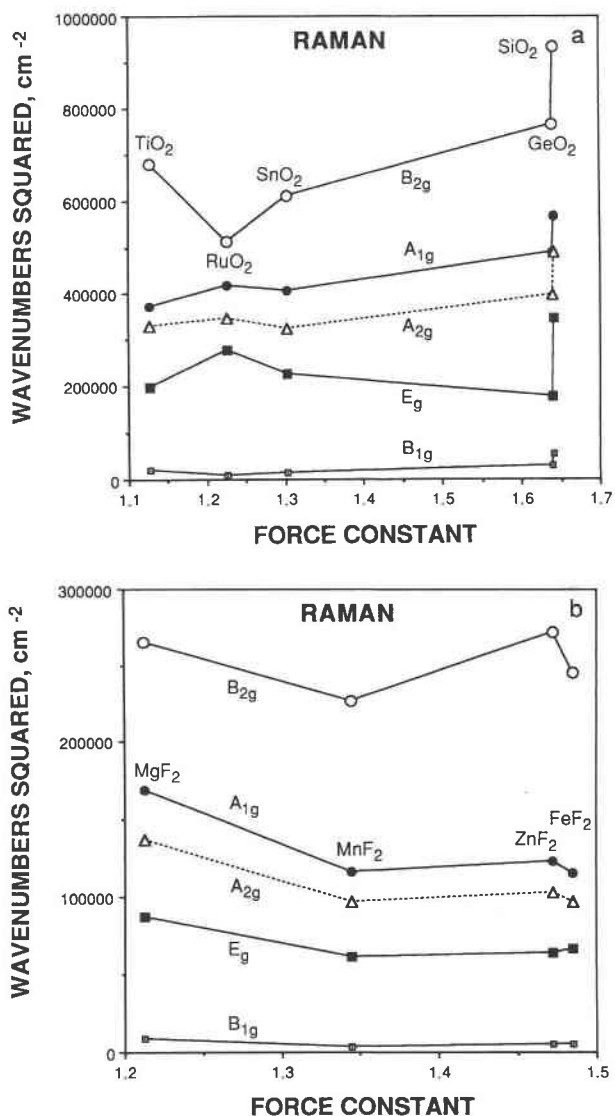 RAMAN
a
SiO2
TiO2
SnO2
GeO2
RuO2
B2g
A1g
A2g
Eg
B1g
1000000
800000
600000
400000
200000
0
1,1
1,2
1,3
1,4
1,5
1,6
1,7
WAVENUMBERS SQUARED, cm -2
FORCE CONSTANT
RAMAN
b
B2g
MgF2
A1g
MnF2
ZnF2
FeF2
A2g
Eg
B1g
300000
200000
100000
0
1,2
1,3
1,4
1.5
WAVENUMBERS SQUARED, cm -2
FORCE CONSTANT